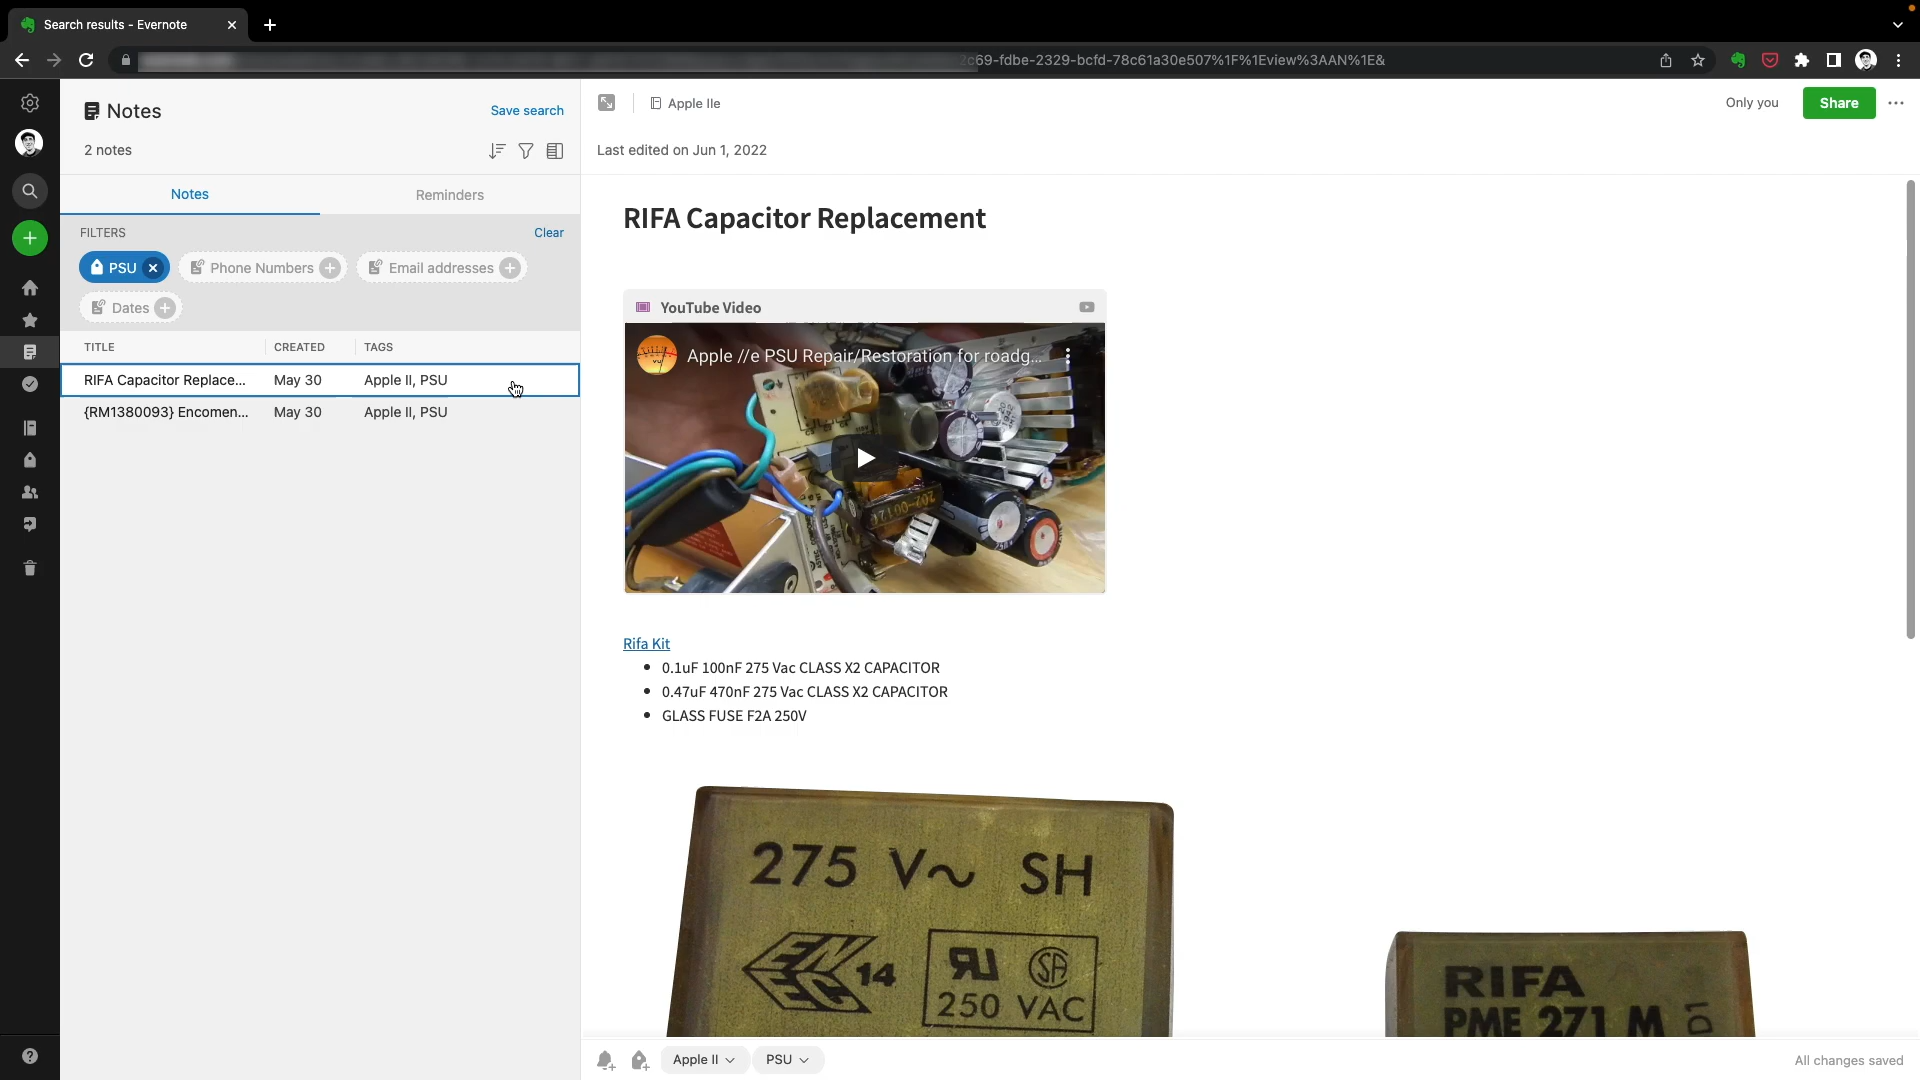 Search results - Evernote
2c69-fdbe-2329-bcfd-78c61a30e507%1F%1Eview%3AAN%1E&
Notes
Save search
2 notes
Notes
Reminders
FILTERS
Clear
PSU
Phone Numbers
Email addresses
Dates
TITLE CREATED TAGS
RIFA Capacitor Replace... May 30 Apple II, PSU
{RM1380093} Encomen... May 30 Apple II, PSU
Apple IIe
Only you
Share
Last edited on Jun 1, 2022
RIFA Capacitor Replacement
YouTube Video
Apple //e PSU Repair/Restoration for roadg...
202-0012
Rifa Kit
• 0.1uF 100nF 275 Vac CLASS X2 CAPACITOR
• 0.47uF 470nF 275 Vac CLASS X2 CAPACITOR
• GLASS FUSE F2A 250V
275 V~ SH
14
250 VAC
RIFA
PME 271 M
D1
Apple II
PSU
All changes saved